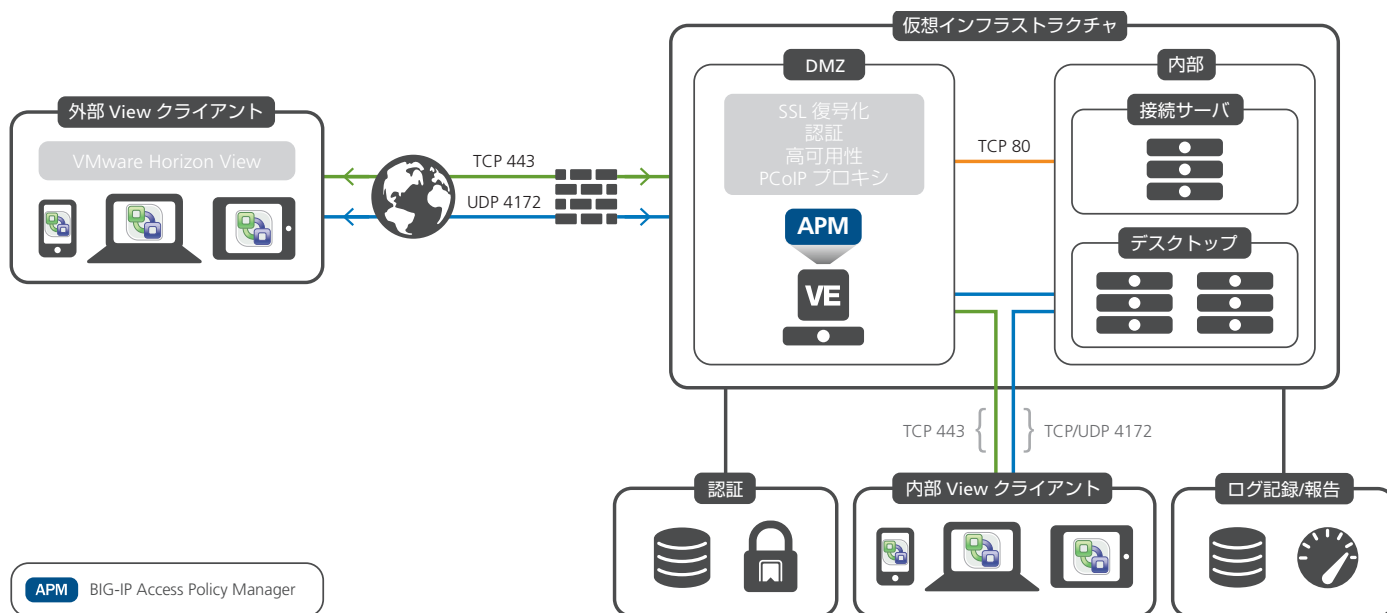 仮想インフラストラクチャ
DMZ
内部
外部 View クライアント
VMware Horizon View
SSL 復号化
認証
高可用性
PCoIP プロキシ
接続サーバ
TCP 443
TCP 80
UDP 4172
APM
デスクトップ
VE
TCP 443
TCP/UDP 4172
認証
内部 View クライアント
ログ記録/報告
APM BIG-IP Access Policy Manager